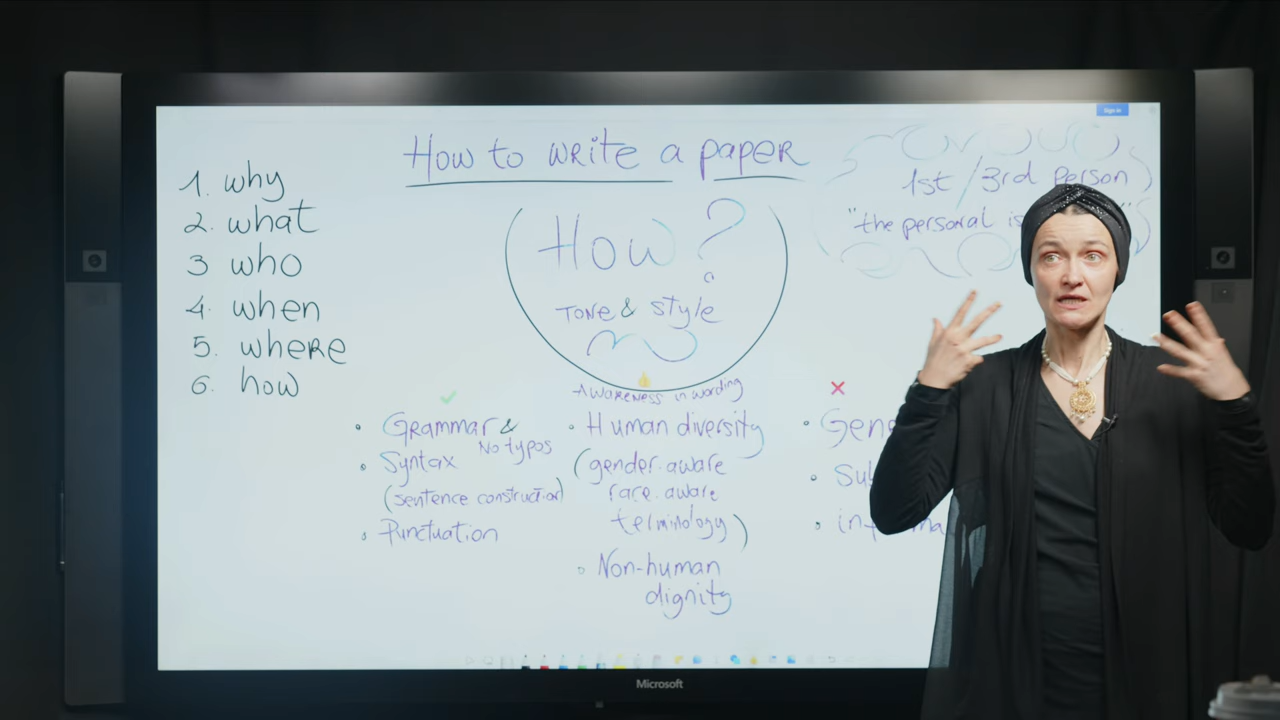 How to write a paper
1. why
2. what
3 who
4. when
5. where
6. how
How?
Tone & style
1st/3rd person
"the personal is
Sign in
Awareness in wording
• Grammar &
No typos
• Syntax
(sentence construction)
• Punctuation
• Human diversity
(gender-aware
race-aware
terminology)
• Non-human
dignity
Microsoft